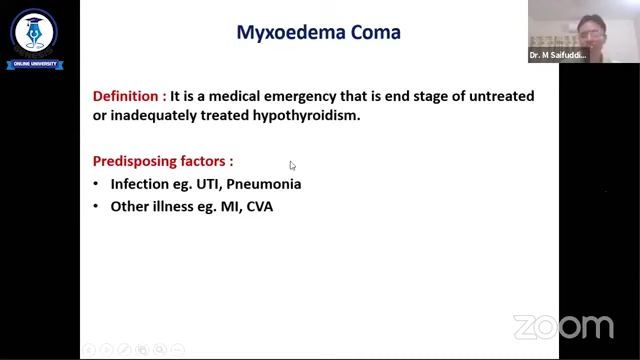 Myxoedema Coma
ONLINE UNIVERSITY
Dr. M Saifuddi...
Definition : It is a medical emergency that is end stage of untreated
or inadequately treated hypothyroidism.
Predisposing factors :
• Infection eg. UTI, Pneumonia
• Other illness eg. MI, CVA
zoom